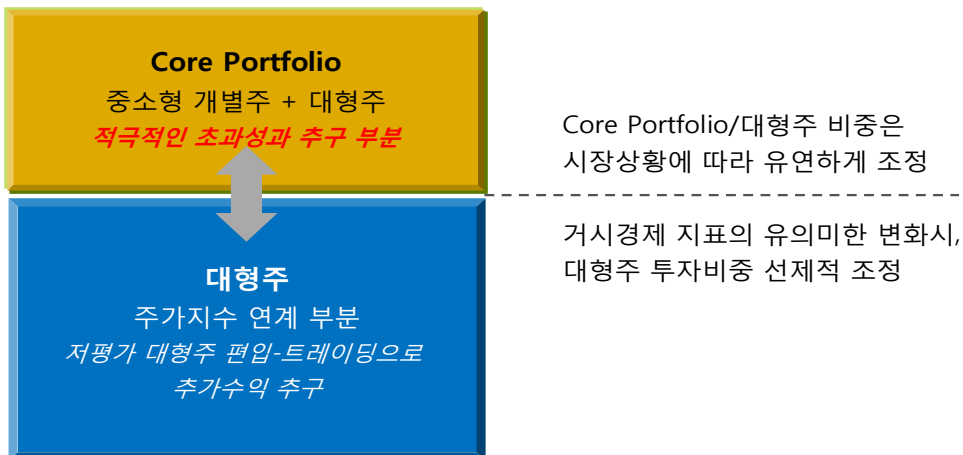 Core Portfolio
중소형 개별주 + 대형주
적극적인 초과성과 추구 부분
Core Portfolio/대형주 비중은
시장상황에 따라 유연하게 조정
거시경제 지표의 유의미한 변화시,
대형주 투자비중 선제적 조정
대형주
주가지수 연계 부분
저평가 대형주 편입-트레이딩으로
추가수익 추구